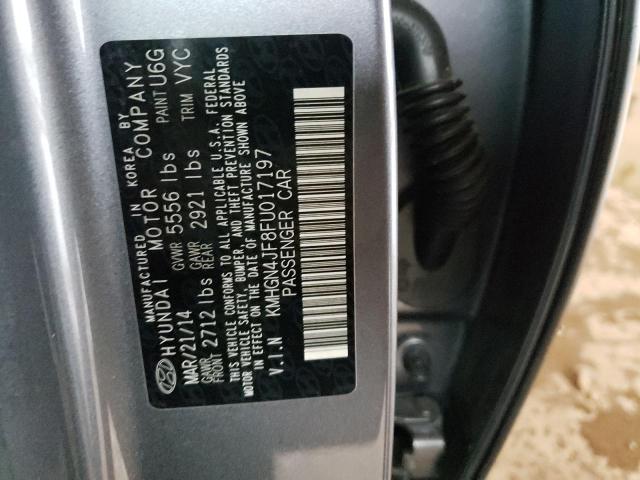 MANUFACTURED IN KOREA BY
HYUNDAI MOTOR COMPANY
MAR/21/14 GVWR 5556 lbs PAINT U6G
GAWR FRONT 2712 lbs GAWR REAR 2921 lbs TRIM VYC
THIS VEHICLE CONFORMS TO ALL APPLICABLE U.S.A. FEDERAL
MOTOR VEHICLE SAFETY, BUMPER, AND THEFT PREVENTION STANDARDS
IN EFFECT ON THE DATE OF MANUFACTURE SHOWN ABOVE
V.I.N KMHGN4JF8FU017197
PASSENGER CAR